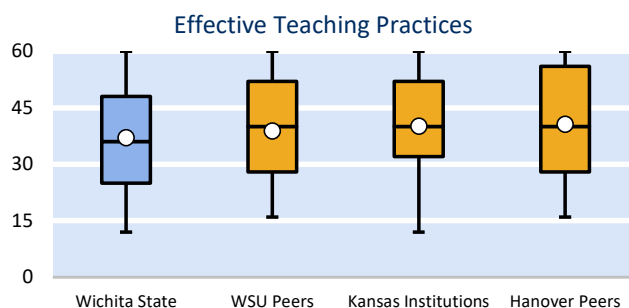 Effective Teaching Practices
60
45
30
15
0
Wichita State WSU Peers Kansas Institutions Hanover Peers